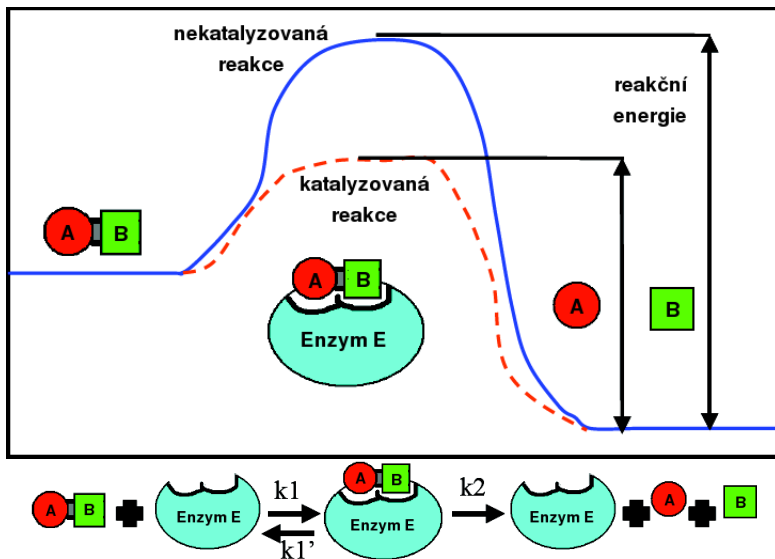 nekatalyzovaná
reakce
reakční
energie
katalyzovaná
reakce
A B
A B
Enzym E
A
B
k1
k1'
k2
A B
Enzym E
A B
Enzym E
Enzym E
A
B